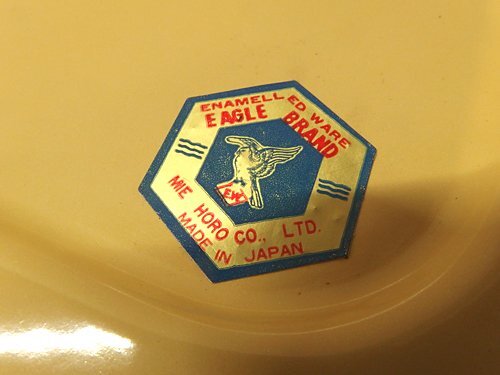 ENAMELLED WARE
EAGLE BRAND
MIE HORO CO., LTD.
MADE IN JAPAN